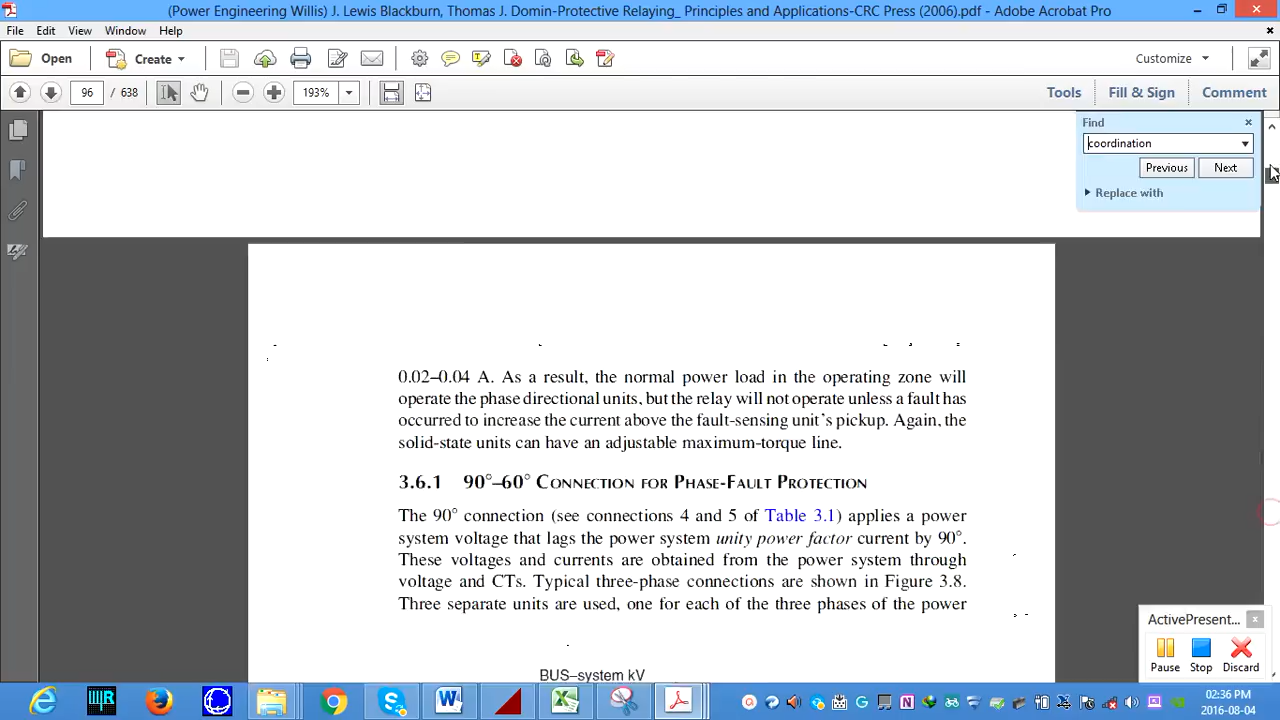 (Power Engineering Willis) J. Lewis Blackburn, Thomas J. Domin-Protective Relaying_ Principles and Applications-CRC Press (2006).pdf - Adobe Acrobat Pro
File Edit View Window Help
Open Create Customize
96 / 638 193% Tools Fill & Sign Comment
Find
coordination
Previous Next
Replace with
0.02–0.04 A. As a result, the normal power load in the operating zone will
operate the phase directional units, but the relay will not operate unless a fault has
occurred to increase the current above the fault-sensing unit's pickup. Again, the
solid-state units can have an adjustable maximum-torque line.
3.6.1 90°–60° Connection for Phase-Fault Protection
The 90° connection (see connections 4 and 5 of Table 3.1) applies a power
system voltage that lags the power system unity power factor current by 90°.
These voltages and currents are obtained from the power system through
voltage and CTs. Typical three-phase connections are shown in Figure 3.8.
Three separate units are used, one for each of the three phases of the power
BUS–system kV
ActivePresent...
Pause Stop Discard
02:36 PM
2016-08-04